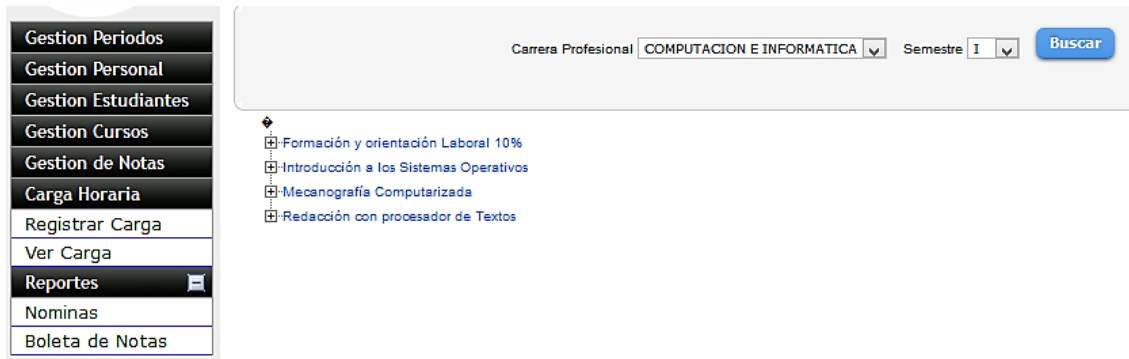 Gestion Periodos
Gestion Personal
Gestion Estudiantes
Gestion Cursos
Gestion de Notas
Carga Horaria
Registrar Carga
Ver Carga
Reportes
Nominas
Boleta de Notas
Carrera Profesional COMPUTACION E INFORMATICA Semestre I Buscar
�
Formación y orientación Laboral 10%
Introducción a los Sistemas Operativos
Mecanografía Computarizada
Redacción con procesador de Textos